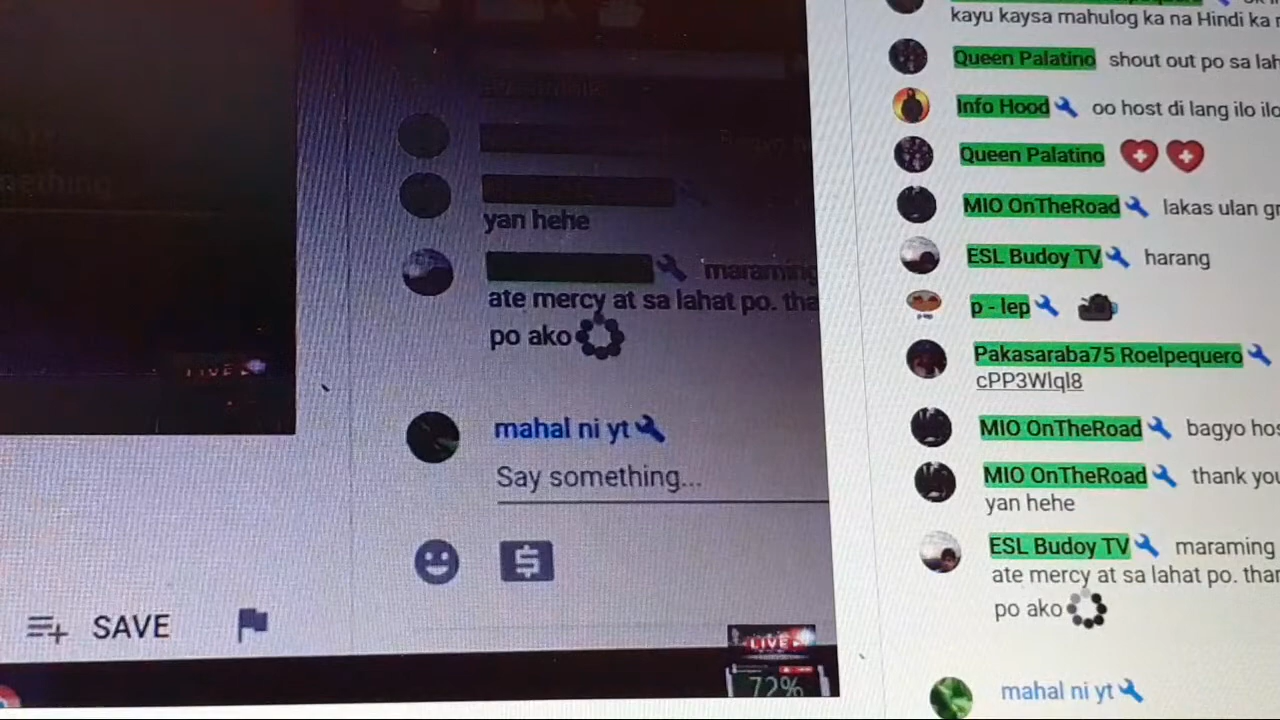 yan hehe
maraming
ate mercy at sa lahat po. tha
po ako
mahal ni yt
Say something...
SAVE
LIVE
LIVE
72%
kayu kaysa mahulog ka na Hindi ka
Queen Palatino shout out po sa lah
Info Hood oo host di lang ilo ilo
Queen Palatino
MIO OnTheRoad lakas ulan gr
ESL Budoy TV harang
p - lep
Pakasaraba75 Roelpequero
cPP3Wlql8
MIO OnTheRoad bagyo hos
MIO OnTheRoad thank you
yan hehe
ESL Budoy TV maraming
ate mercy at sa lahat po. than
po ako
mahal ni yt